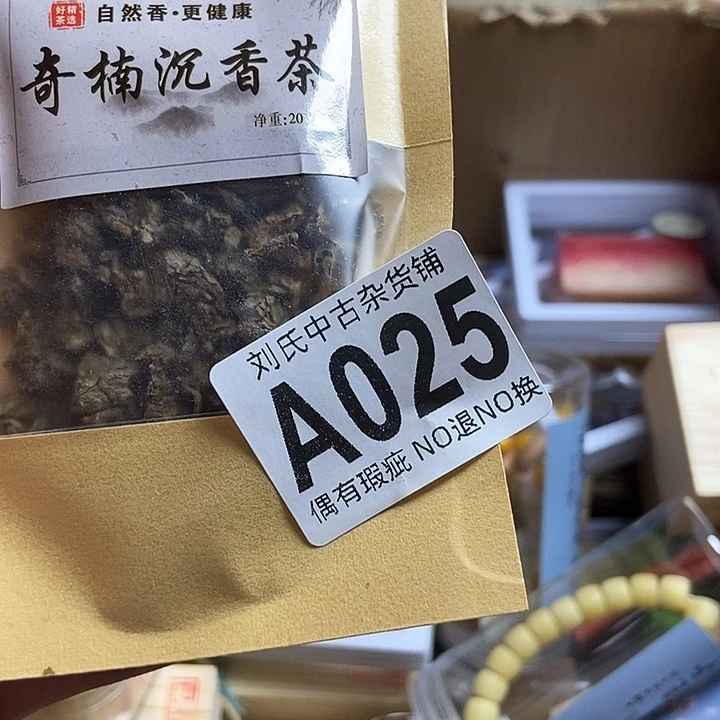 好精
茶选
自然香·更健康
奇楠沉香茶
净重:20
刘氏中古杂货铺
A025
偶有瑕疵 NO退NO换